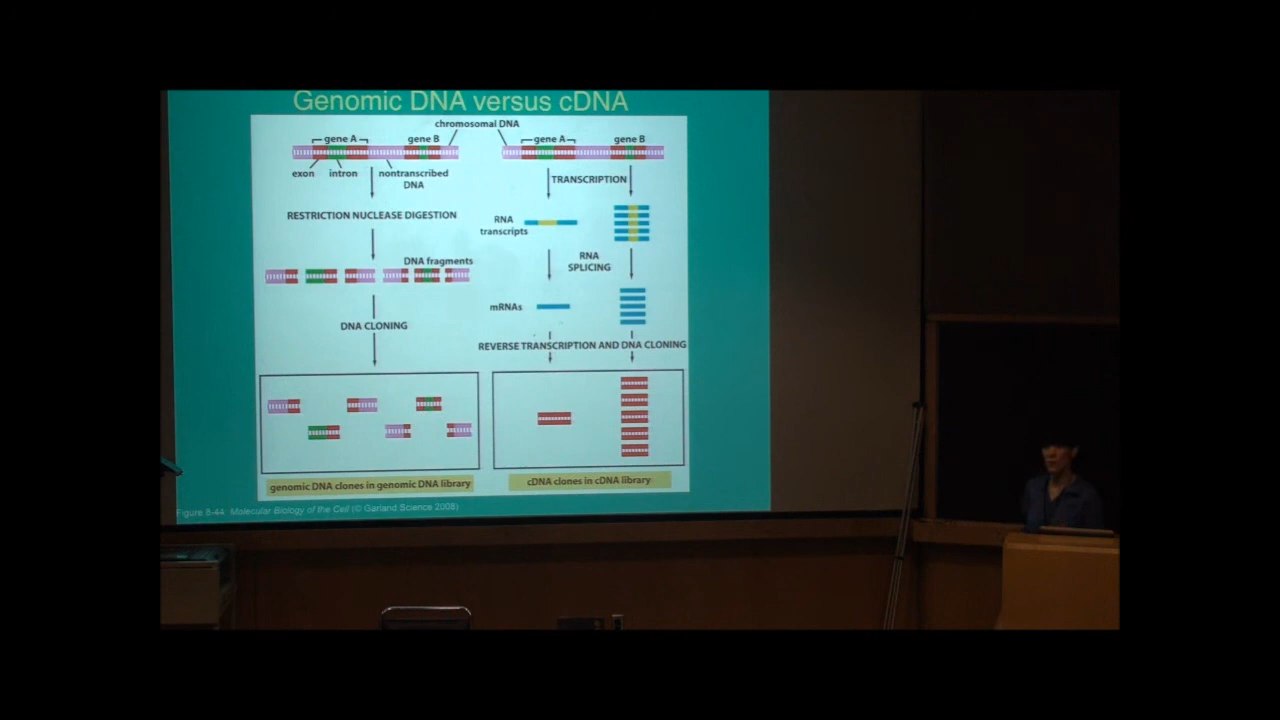 Genomic DNA versus cDNA
chromosomal DNA
gene A
gene B
exon
intron
nontranscribed
DNA
RESTRICTION NUCLEASE DIGESTION
DNA fragments
DNA CLONING
genomic DNA clones in genomic DNA library
gene A
gene B
TRANSCRIPTION
RNA
transcripts
RNA
SPLICING
mRNAs
REVERSE TRANSCRIPTION AND DNA CLONING
cDNA clones in cDNA library
Figure 8-44 Molecular Biology of the Cell (© Garland Science 2008)